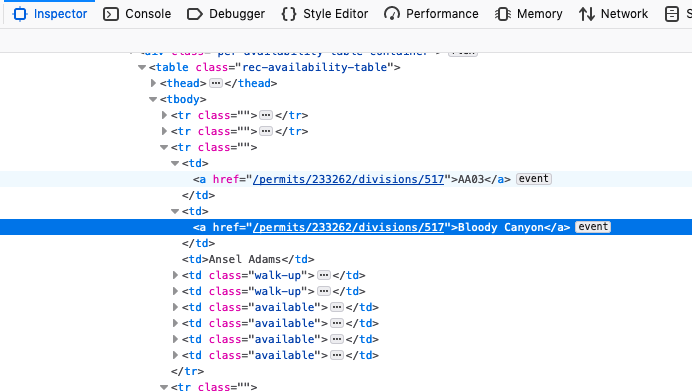 Inspector Console Debugger Style Editor Performance Memory Network S
<div class="per-availability-table-container"> flex
<table class="rec-availability-table">
<thead> ... </thead>
<tbody>
<tr class=""> ... </tr>
<tr class=""> ... </tr>
<tr class="">
<td>
<a href="/permits/233262/divisions/517">AA03</a> event
</td>
<td>
<a href="/permits/233262/divisions/517">Bloody Canyon</a> event
</td>
<td>Ansel Adams</td>
<td class="walk-up"> ... </td>
<td class="walk-up"> ... </td>
<td class="available"> ... </td>
<td class="available"> ... </td>
<td class="available"> ... </td>
<td class="available"> ... </td>
</tr>
<tr class="">